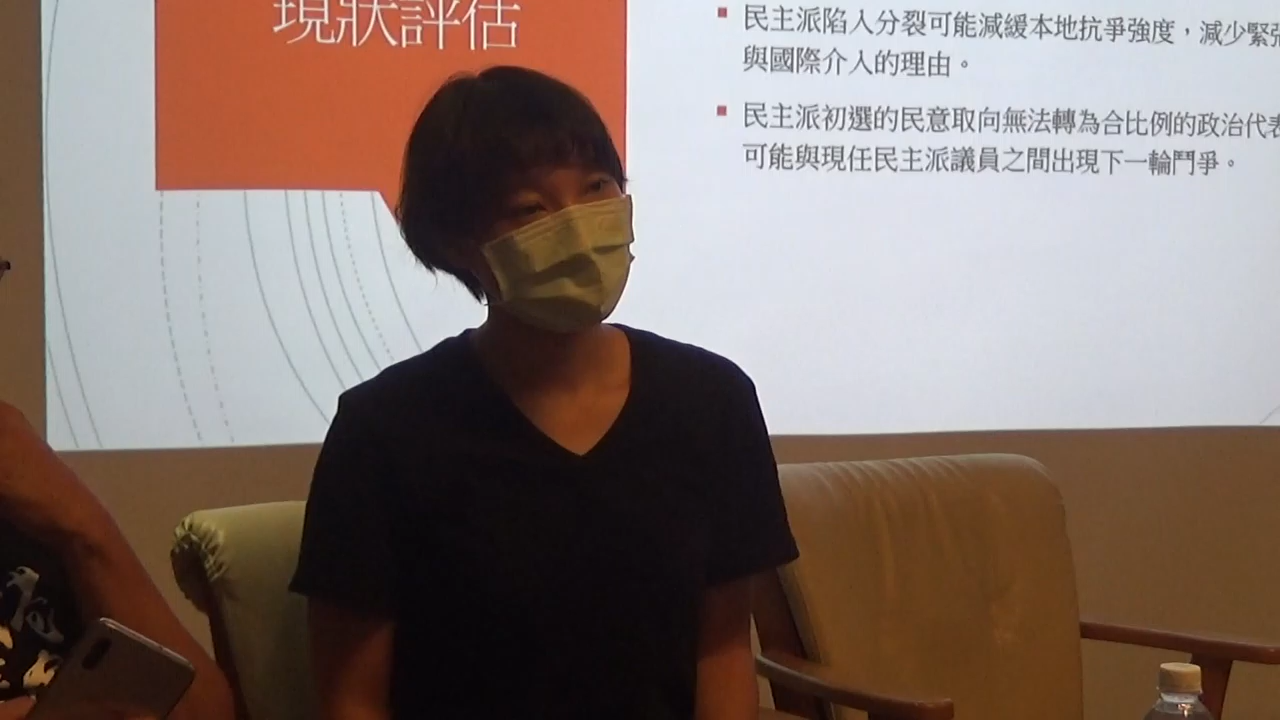 現狀評估
民主派陷入分裂可能減緩本地抗爭強度，減少緊張
與國際介入的理由。
民主派初選的民意取向無法轉為合比例的政治代表
可能與現任民主派議員之間出現下一輪鬥爭。